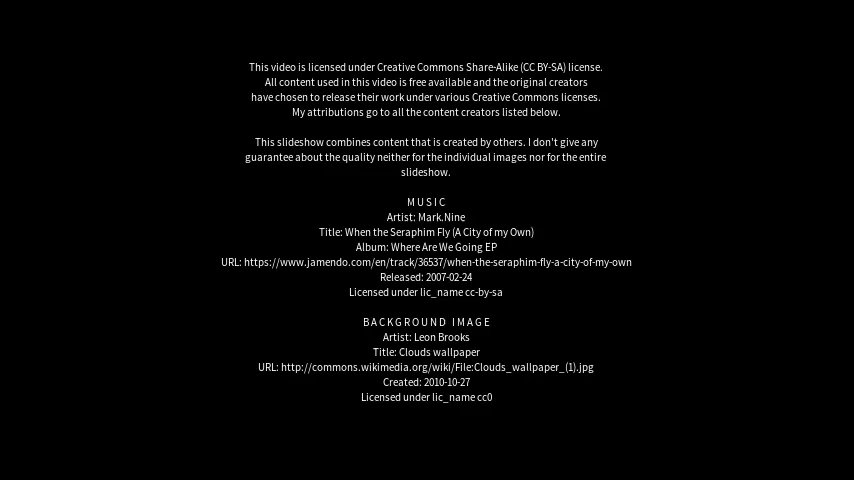 This video is licensed under Creative Commons Share-Alike (CC BY-SA) license.
All content used in this video is free available and the original creators
have chosen to release their work under various Creative Commons licenses.
My attributions go to all the content creators listed below.
This slideshow combines content that is created by others. I don't give any
guarantee about the quality neither for the individual images nor for the entire
slideshow.
MUSIC
Artist: Mark.Nine
Title: When the Seraphim Fly (A City of my Own)
Album: Where Are We Going EP
URL: https://www.jamendo.com/en/track/36537/when-the-seraphim-fly-a-city-of-my-own
Released: 2007-02-24
Licensed under lic_name cc-by-sa
BACKGROUND IMAGE
Artist: Leon Brooks
Title: Clouds wallpaper
URL: http://commons.wikimedia.org/wiki/File:Clouds_wallpaper_(1).jpg
Created: 2010-10-27
Licensed under lic_name cc0